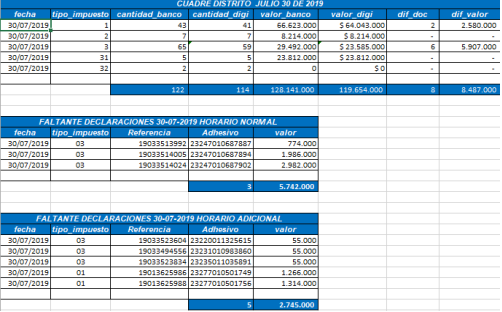 CUADRE DISTRITO JULIO 30 DE 2019
fecha tipo_impuesto cantidad_banco cantidad_digi valor_banco valor_digi dif_doc dif_valor
30/07/2019 1 43 41 66.623.000 $ 64.043.000 2 2.580.000
30/07/2019 2 7 7 8.214.000 $ 8.214.000 - -
30/07/2019 3 65 59 29.492.000 $ 23.585.000 6 5.907.000
30/07/2019 31 5 5 23.812.000 $ 23.812.000 - -
30/07/2019 32 2 2 0 $ 0 - -
122 114 128.141.000 119.654.000 8 8.487.000
FALTANTE DECLARACIONES 30-07-2019 HORARIO NORMAL
fecha tipo_impuesto Referencia Adhesivo valor
30/07/2019 03 19033513992 23247010687887 774.000
30/07/2019 03 19033514005 23247010687894 1.986.000
30/07/2019 03 19033514024 23247010687902 2.982.000
3 5.742.000
FALTANTE DECLARACIONES 30-07-2019 HORARIO ADICIONAL
fecha tipo_impuesto Referencia Adhesivo valor
30/07/2019 03 19033523604 23220011325615 55.000
30/07/2019 03 19033494556 23231010983860 55.000
30/07/2019 03 19033523834 23235011035891 55.000
30/07/2019 01 19013625986 23277010501749 1.266.000
30/07/2019 01 19013625988 23277010501756 1.314.000
5 2.745.000